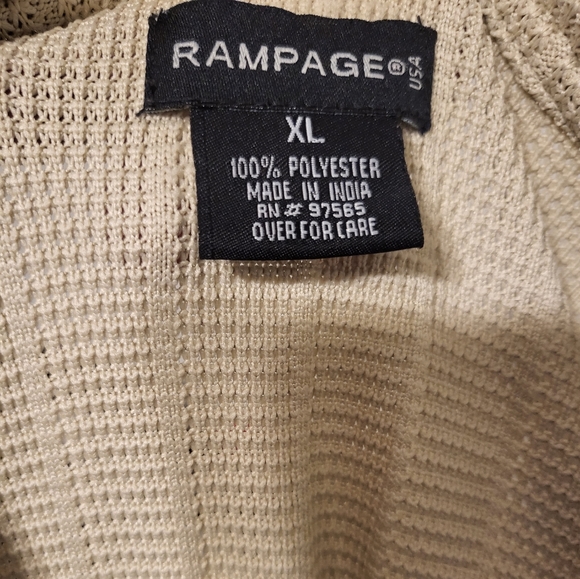 RAMPAGE® USA
XL
100% POLYESTER
MADE IN INDIA
RN # 97565
OVER FOR CARE